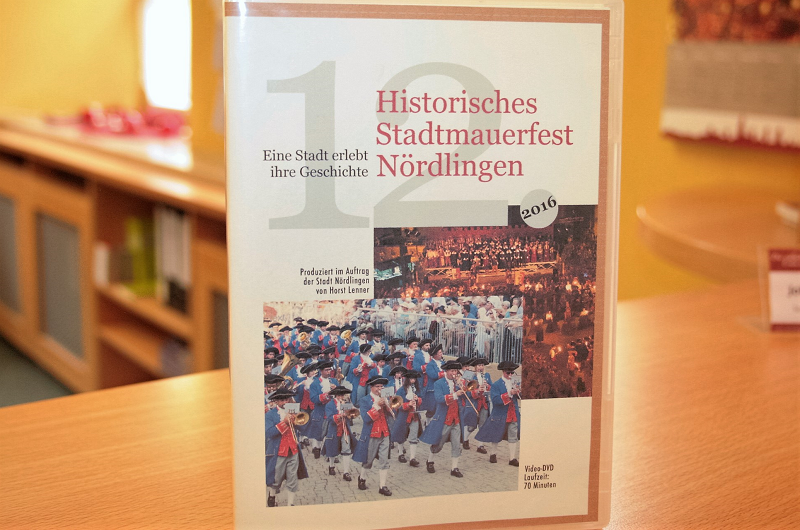 12.
Historisches
Stadtmauerfest
Nördlingen
Eine Stadt erlebt
ihre Geschichte
2016
Produziert im Auftrag
der Stadt Nördlingen
von Horst Lenner
Video-DVD
Laufzeit:
70 Minuten